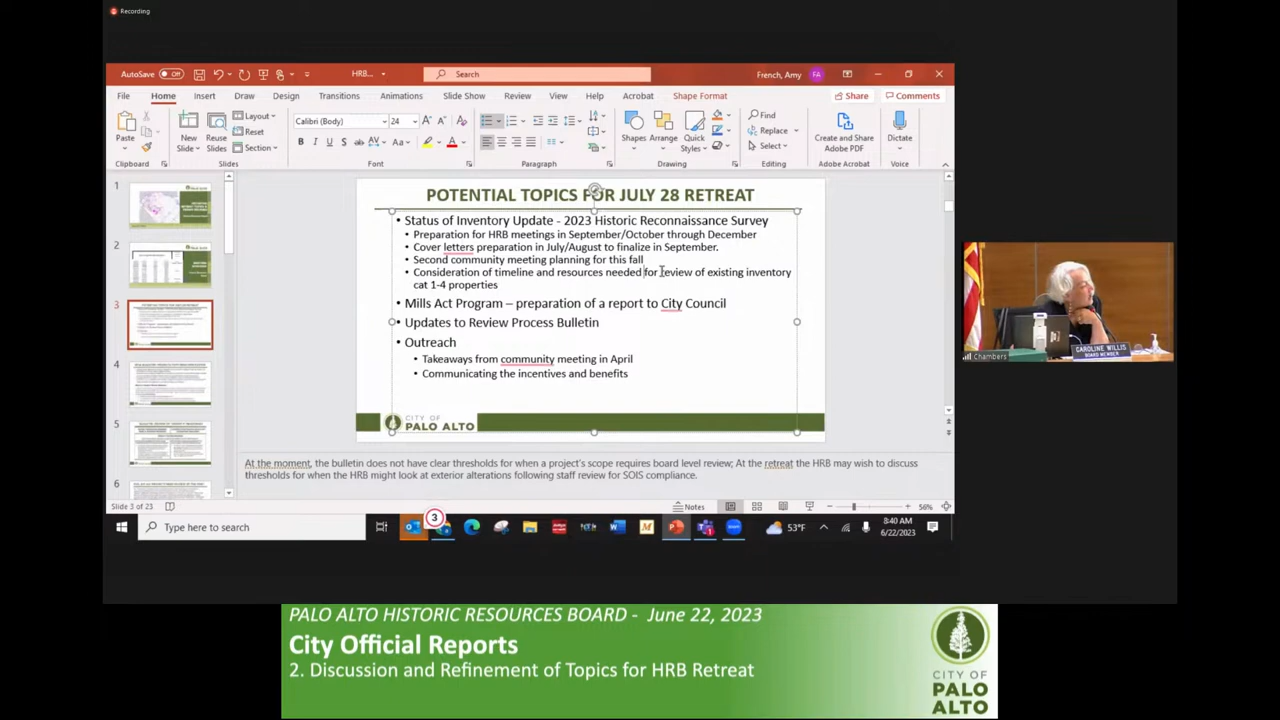 Recording
AutoSave Off
HRB...
Search
French, Amy FA
File Home Insert Draw Design Transitions Animations Slide Show Review View Help Acrobat Shape Format Share Comments
Paste
New Slide
Reuse Slides
Layout
Reset
Section
Calibri (Body) 24
Shapes Arrange Quick Styles
Find
Replace
Select
Create and Share Adobe PDF
Dictate
Clipboard Slides Font Paragraph Drawing Editing Adobe Acrobat Voice
1
2
3
4
5
6
POTENTIAL TOPICS FOR JULY 28 RETREAT
• Status of Inventory Update - 2023 Historic Reconnaissance Survey
• Preparation for HRB meetings in September/October through December
• Cover letters preparation in July/August to finalize in September.
• Second community meeting planning for this fall
• Consideration of timeline and resources needed for review of existing inventory
cat 1-4 properties
• Mills Act Program – preparation of a report to City Council
• Updates to Review Process Bulletin
• Outreach
• Takeaways from community meeting in April
• Communicating the incentives and benefits
CITY OF
PALO ALTO
At the moment, the bulletin does not have clear thresholds for when a project's scope requires board level review; At the retreat the HRB may wish to discuss
thresholds for when the HRB might look at exterior alterations following staff review for SOIS compliance.
Slide 3 of 23
Notes
56%
Type here to search
3
53°F
8:40 AM
6/22/2023
Chambers
CAROLINE WILLIS
BOARD MEMBER
PALO ALTO HISTORIC RESOURCES BOARD - June 22, 2023
City Official Reports
2. Discussion and Refinement of Topics for HRB Retreat
CITY OF
PALO
ALTO